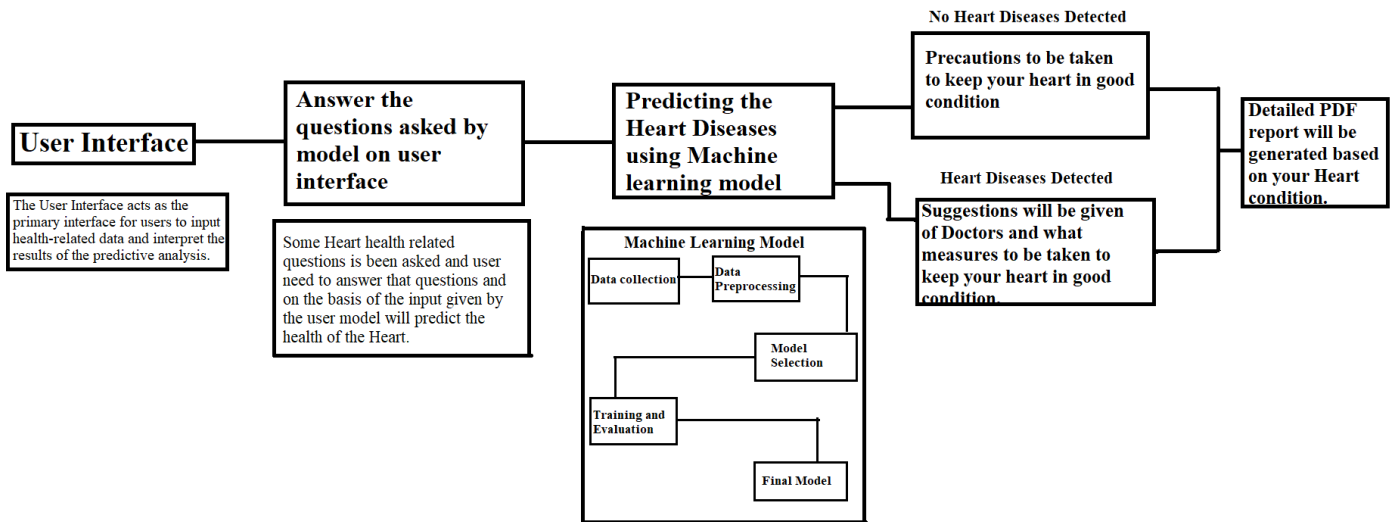 User Interface
The User Interface acts as the
primary interface for users to input
health-related data and interpret the
results of the predictive analysis.
Answer the
questions asked by
model on user
interface
Some Heart health related
questions is been asked and user
need to answer that questions and
on the basis of the input given by
the user model will predict the
health of the Heart.
Predicting the
Heart Diseases
using Machine
learning model
Machine Learning Model
Data collection
Data
Preprocessing
Model
Selection
Training and
Evaluation
Final Model
No Heart Diseases Detected
Precautions to be taken
to keep your heart in good
condition
Heart Diseases Detected
Suggestions will be given
of Doctors and what
measures to be taken to
keep your heart in good
condition.
Detailed PDF
report will be
generated based
on your Heart
condition.